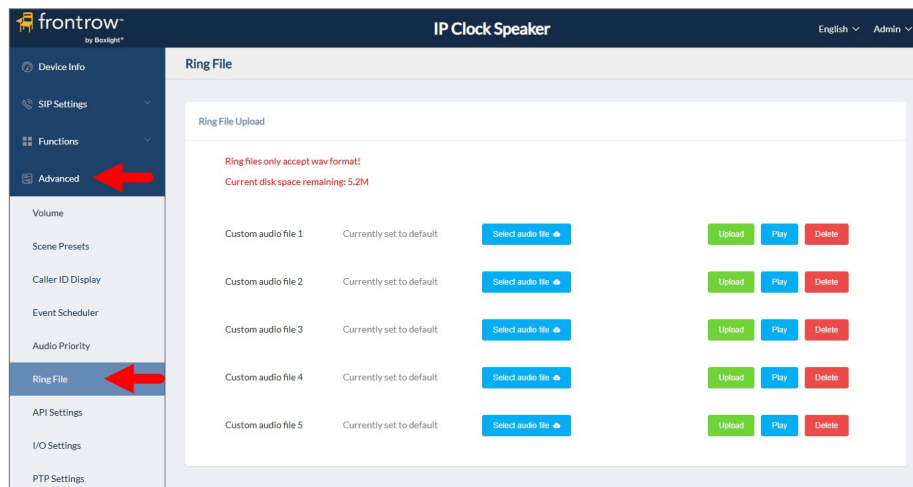 frontrow™
by Boxlight®
IP Clock Speaker
English
Admin
Device Info
SIP Settings
Functions
Advanced
Volume
Scene Presets
Caller ID Display
Event Scheduler
Audio Priority
Ring File
API Settings
I/O Settings
PTP Settings
Ring File
Ring File Upload
Ring files only accept wav format!
Current disk space remaining: 5.2M
Custom audio file 1 Currently set to default Select audio file Upload Play Delete
Custom audio file 2 Currently set to default Select audio file Upload Play Delete
Custom audio file 3 Currently set to default Select audio file Upload Play Delete
Custom audio file 4 Currently set to default Select audio file Upload Play Delete
Custom audio file 5 Currently set to default Select audio file Upload Play Delete